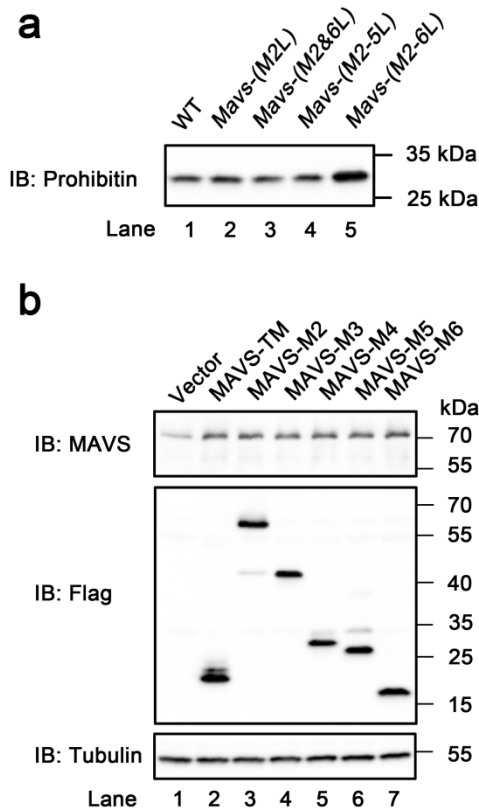 a
WT
Mavs-(M2L)
Mavs-(M2&6L)
Mavs-(M2-5L)
Mavs-(M2-6L)
IB: Prohibitin
35 kDa
25 kDa
Lane 1 2 3 4 5
b
Vector
MAVS-TM
MAVS-M2
MAVS-M3
MAVS-M4
MAVS-M5
MAVS-M6
kDa
IB: MAVS
70
55
IB: Flag
70
55
40
35
25
15
IB: Tubulin
55
Lane 1 2 3 4 5 6 7